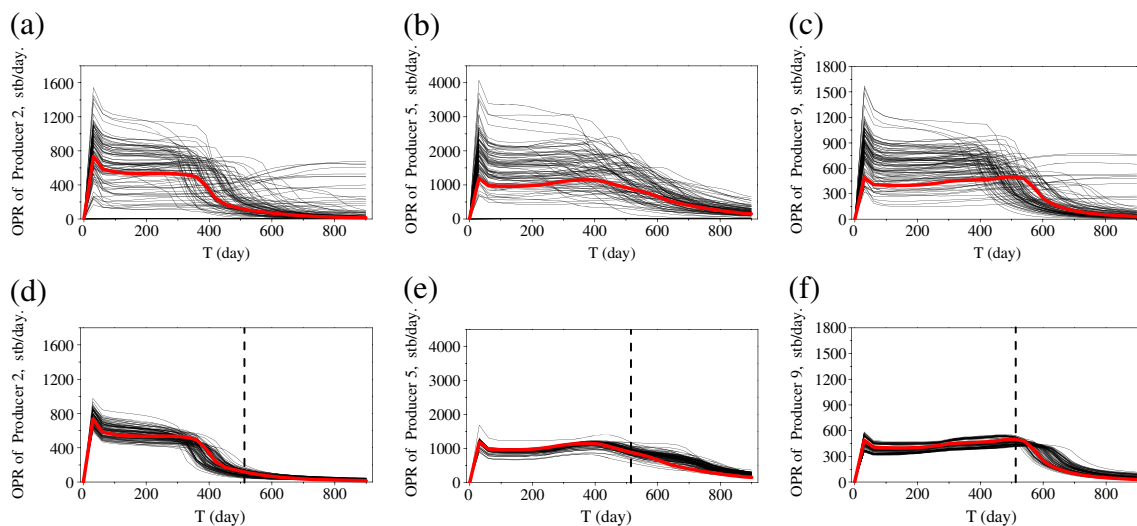 (a)
OPR of Producer 2, stb/day.
1600
1200
800
400
0
0 200 400 600 800
T (day)
(b)
OPR of Producer 5, stb/day.
4000
3000
2000
1000
0
0 200 400 600 800
T (day)
(c)
OPR of Producer 9, stb/day.
1800
1500
1200
900
600
300
0
0 200 400 600 800
T (day)
(d)
OPR of Producer 2, stb/day.
1600
1200
800
400
0
0 200 400 600 800
T (day)
(e)
OPR of Producer 5, stb/day.
4000
3000
2000
1000
0
0 200 400 600 800
T (day)
(f)
OPR of Producer 9, stb/day.
1800
1500
1200
900
600
300
0
0 200 400 600 800
T (day)